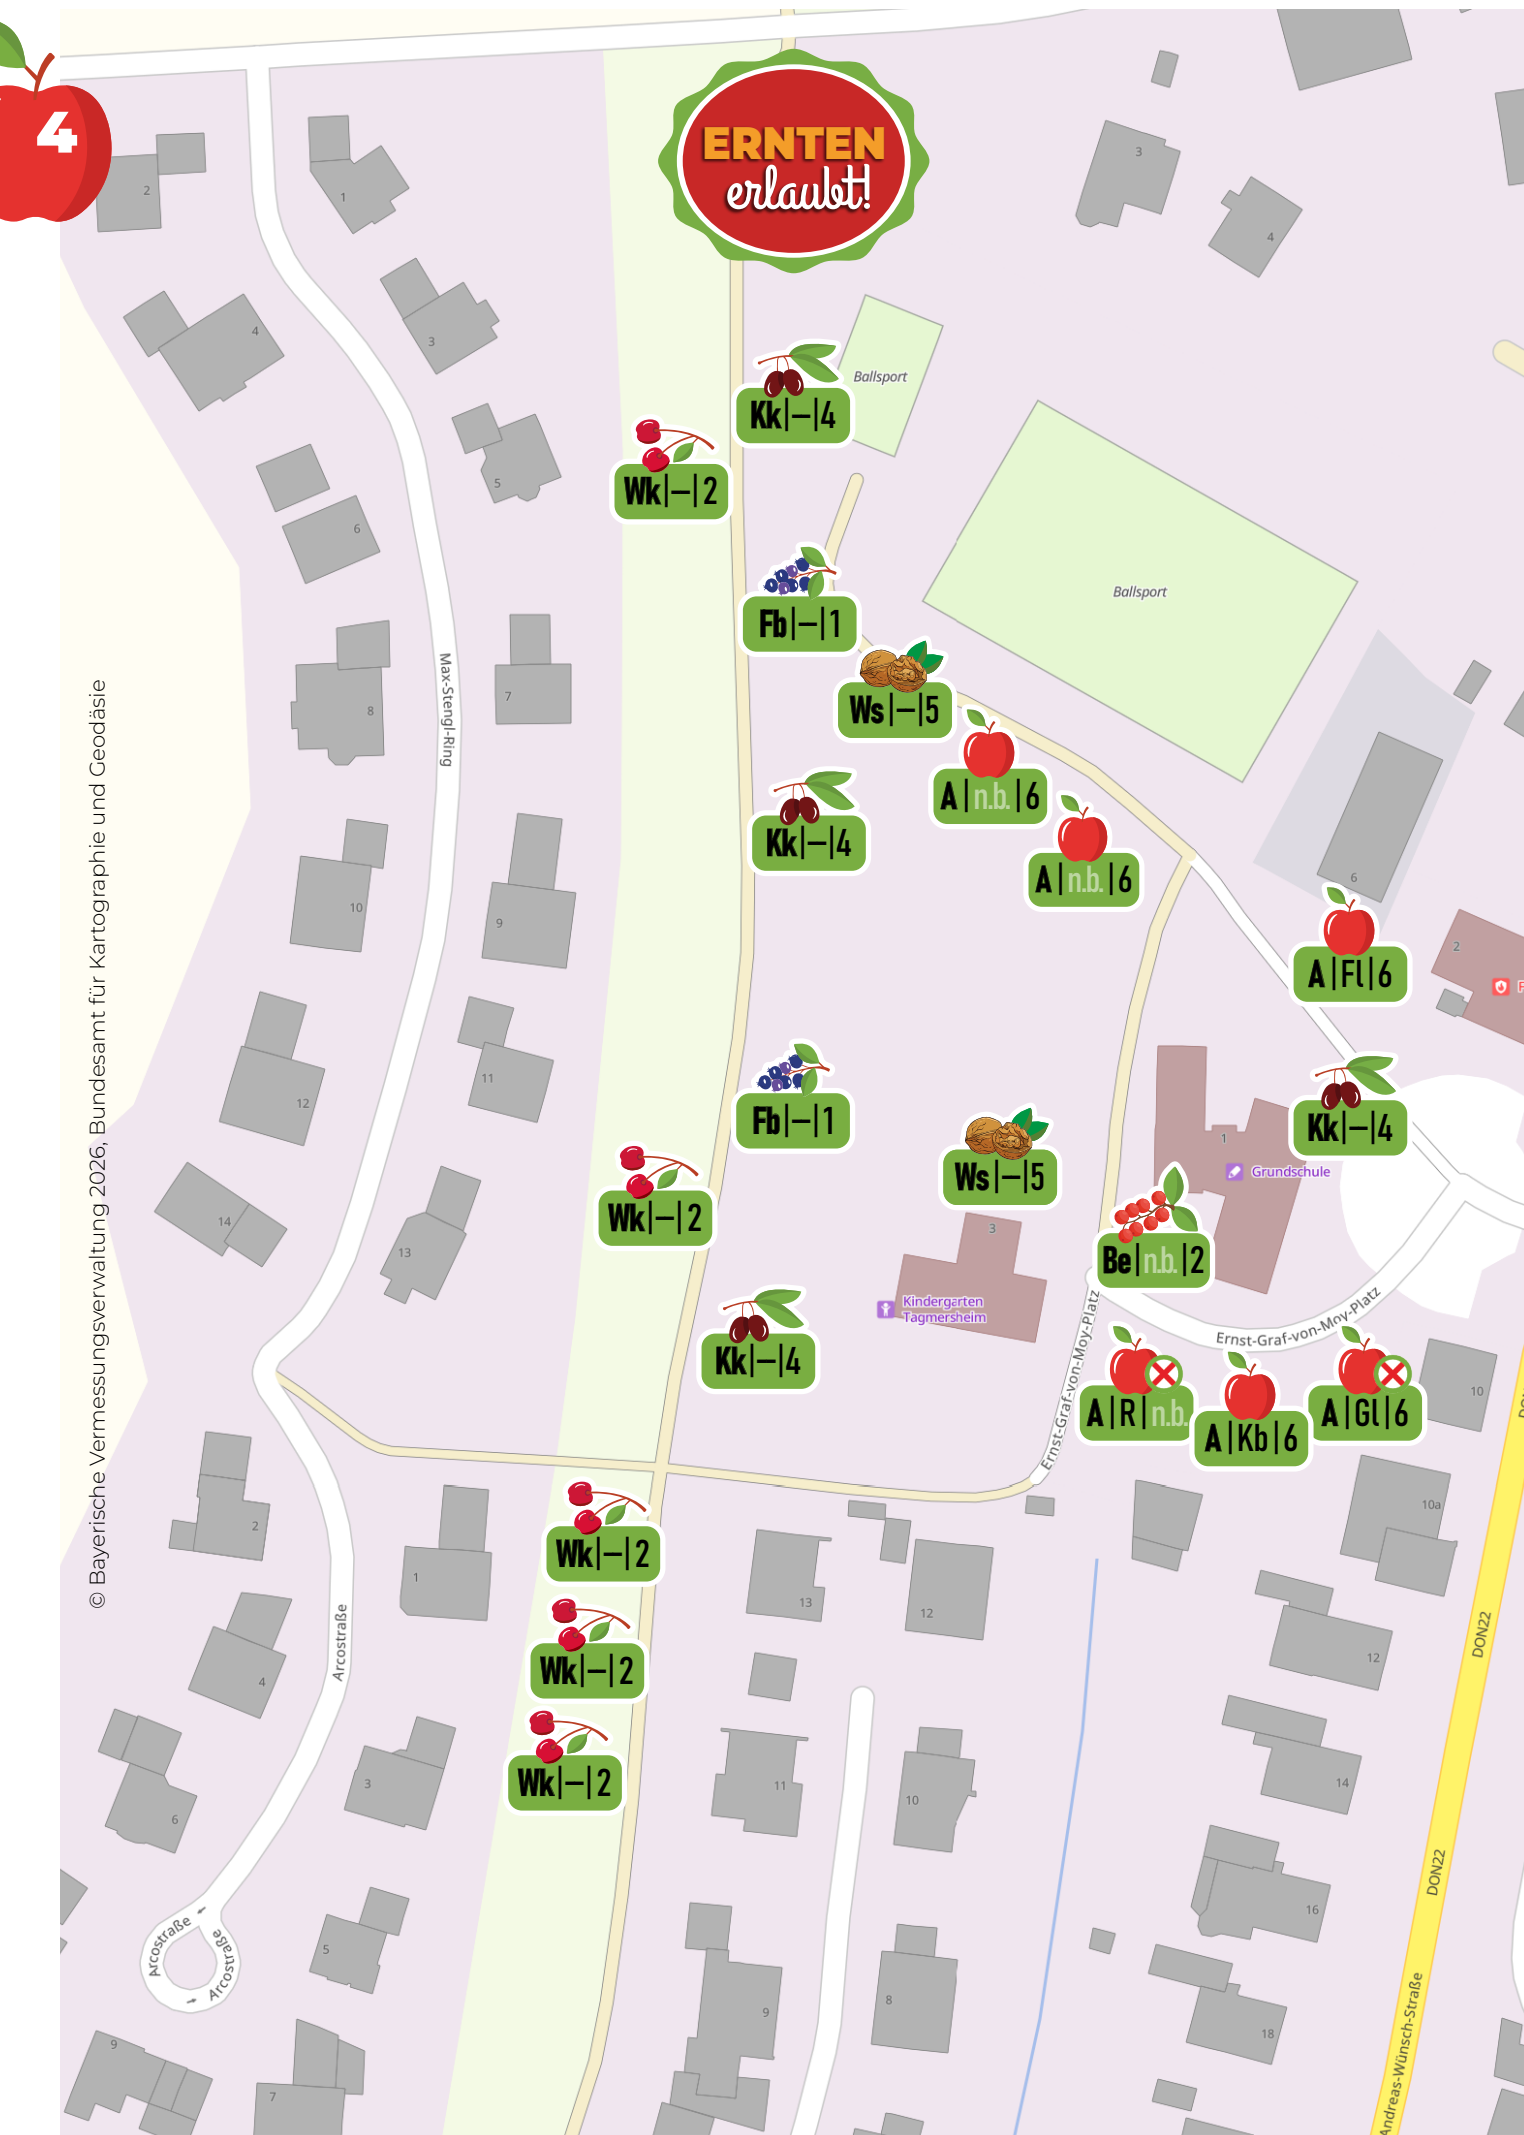 4
ERNTEN
erlaubt!
2
1
3
4
4
3
Ballsport
Kk|–|4
Wk|–|2
5
6
Ballsport
Fb|–|1
Max-Stengl-Ring
7
8
Ws|–|5
A|n.b.|6
Kk|–|4
A|n.b.|6
6
10
9
A|Fl|6
2
F
12
11
Fb|–|1
Kk|–|4
1
Grundschule
Ws|–|5
14
13
Wk|–|2
3
Be|n.b.|2
Kindergarten
Tagmersheim
Kk|–|4
Ernst-Graf-von-Moy-Platz
Ernst-Graf-von-Moy-Platz
A|R|n.b.
A|Kb|6
A|Gl|6
10
10a
2
1
Wk|–|2
13
12
12
Arcostraße
4
Wk|–|2
DON22
Wk|–|2
3
6
11
10
14
DON22
16
Arcostraße
Arcostraße
5
9
8
18
Andreas-Wünsch-Straße
9
7
© Bayerische Vermessungsverwaltung 2026, Bundesamt für Kartographie und Geodäsie